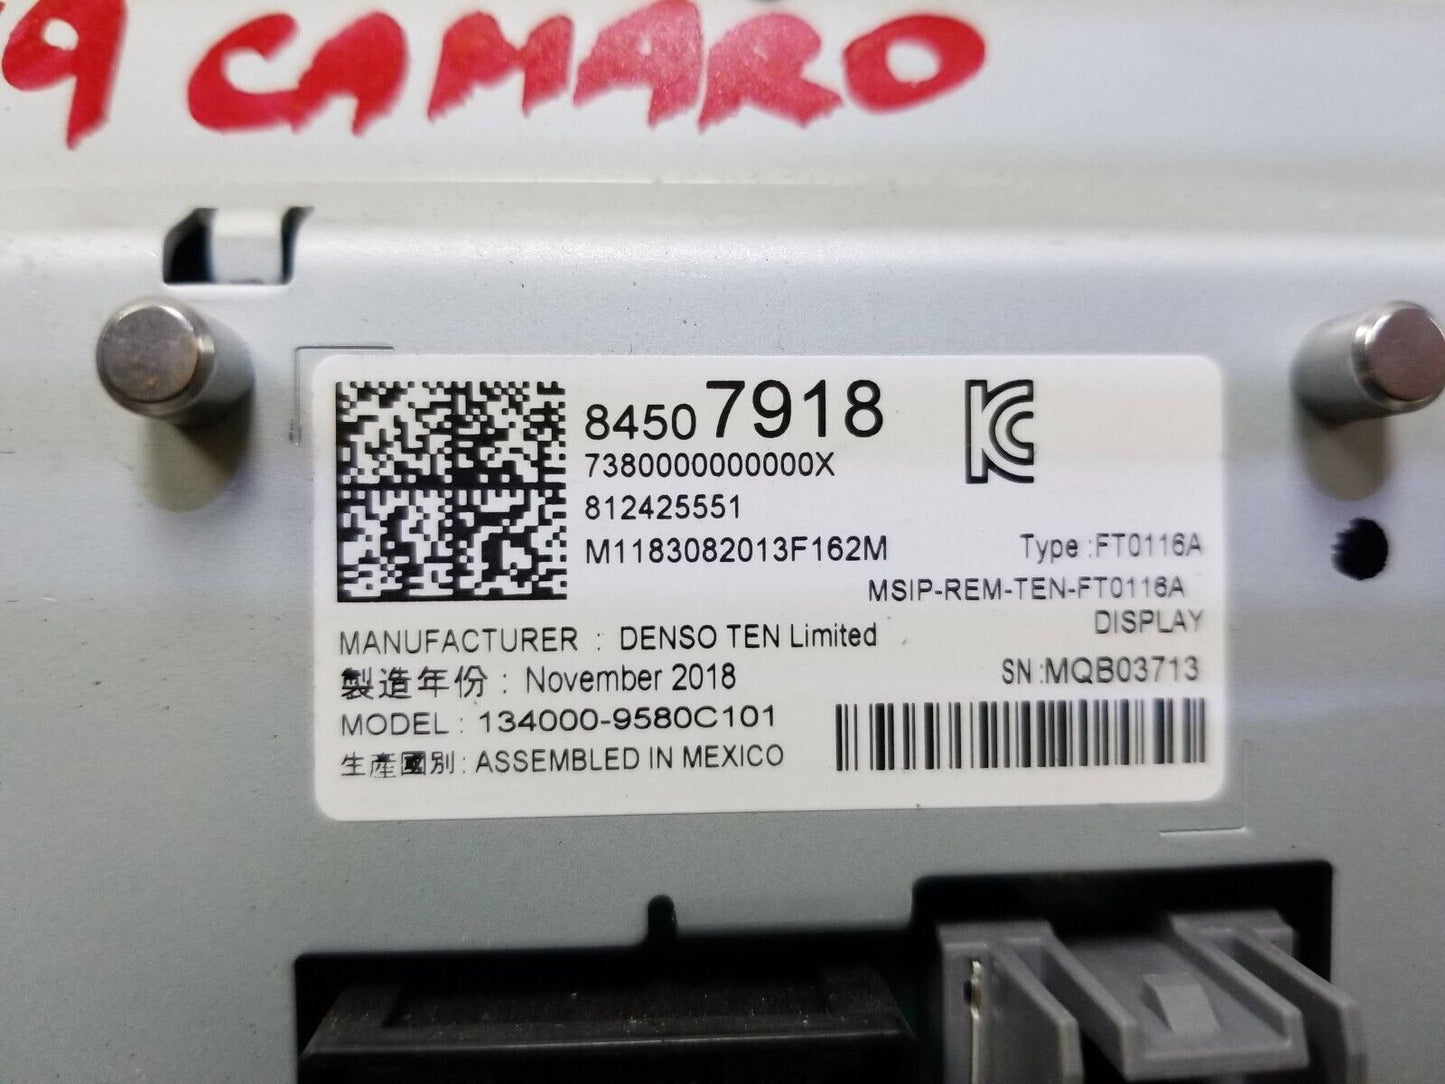 9 CAMARO
84507918
7380000000000X
812425551
M1183082013F162M
Type :FT0116A
MSIP-REM-TEN-FT0116A
DISPLAY
MANUFACTURER : DENSO TEN Limited
製造年份 : November 2018
SN :MQB03713
MODEL : 134000-9580C101
生產國別 : ASSEMBLED IN MEXICO